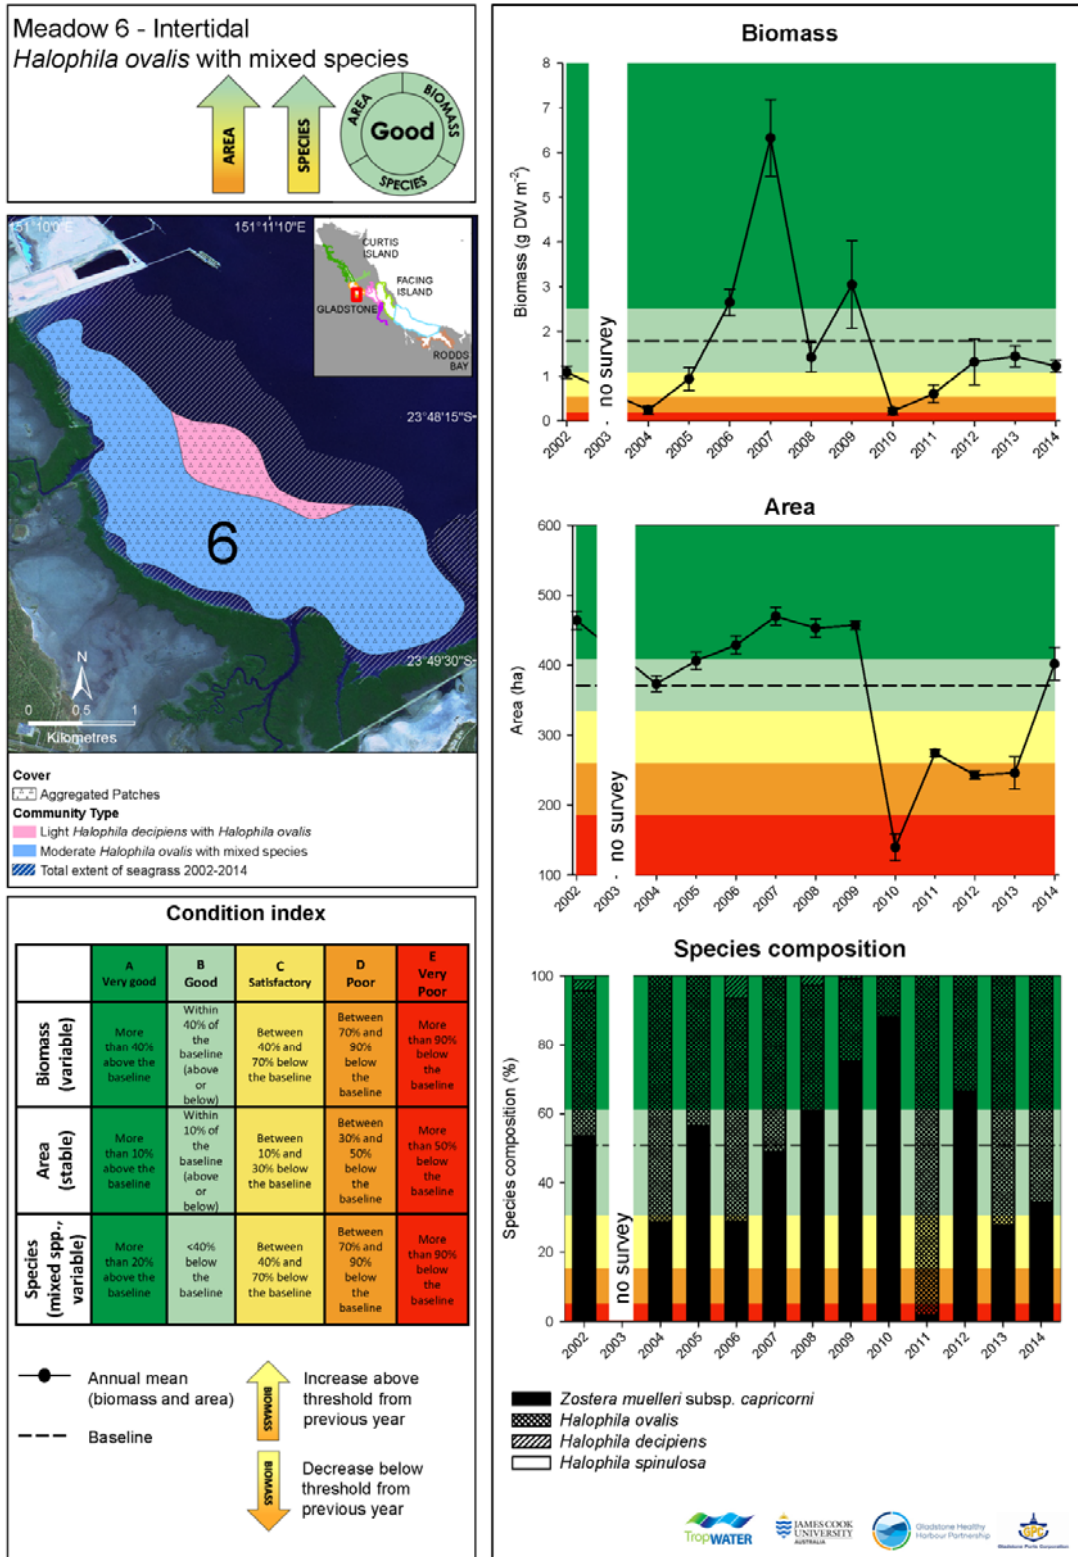 Meadow 6 - Intertidal
Halophila ovalis with mixed species
AREA
SPECIES
AREA
BIOMASS
SPECIES
Good
151°10'0"E
151°11'10"E
CURTIS
ISLAND
FACING
ISLAND
GLADSTONE
RODDS
BAY
23°48'15"S
6
N
23°49'30"S
0 0.5 1
Kilometres
Cover
Aggregated Patches
Community Type
Light Halophila decipiens with Halophila ovalis
Moderate Halophila ovalis with mixed species
Total extent of seagrass 2002-2014
Condition index
A
Very good
B
Good
C
Satisfactory
D
Poor
E
Very
Poor
Biomass
(variable)
More
than 40%
above the
baseline
Within
40% of
the
baseline
(above
or
below)
Between
40% and
70% below
the baseline
Between
70% and
90%
below
the
baseline
More
than 90%
below
the
baseline
Area
(stable)
More
than 10%
above the
baseline
Within
10% of
the
baseline
(above
or
below)
Between
10% and
30% below
the baseline
Between
30% and
50%
below
the
baseline
More
than 50%
below
the
baseline
Species
(mixed spp.,
variable)
More
than 20%
above the
baseline
<40%
below
the
baseline
Between
40% and
70% below
the baseline
Between
70% and
90%
below
the
baseline
More
than 90%
below
the
baseline
Annual mean
(biomass and area)
Baseline
BIOMASS
Increase above
threshold from
previous year
BIOMASS
Decrease below
threshold from
previous year
Biomass
Biomass (g DW m-2)
8
7
6
5
4
3
2
1
0
no survey
2002 2003 2004 2005 2006 2007 2008 2009 2010 2011 2012 2013 2014
Area
Area (ha)
600
500
400
300
200
100
no survey
2002 2003 2004 2005 2006 2007 2008 2009 2010 2011 2012 2013 2014
Species composition
Species composition (%)
100
80
60
40
20
0
no survey
2002 2003 2004 2005 2006 2007 2008 2009 2010 2011 2012 2013 2014
Zostera muelleri subsp. capricorni
Halophila ovalis
Halophila decipiens
Halophila spinulosa
TropWATER
JAMES COOK
UNIVERSITY
AUSTRALIA
Gladstone Healthy
Harbour Partnership
GPC
Gladstone Ports Corporation